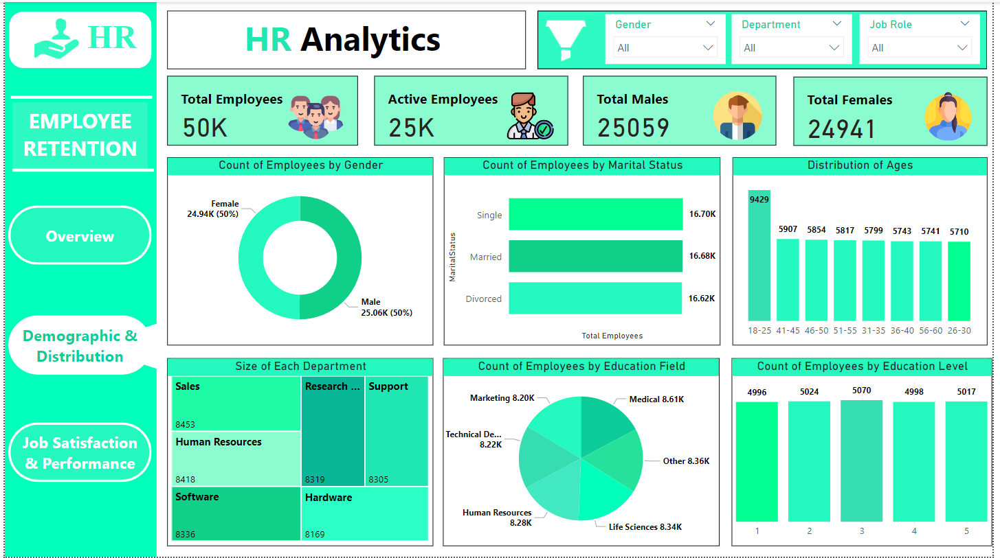 HR
EMPLOYEE
RETENTION
Overview
Demographic &
Distribution
Job Satisfaction
& Performance
HR Analytics
Gender
All
Department
All
Job Role
All
Total Employees
50K
Active Employees
25K
Total Males
25059
Total Females
24941
Count of Employees by Gender
Female
24.94K (50%)
Male
25.06K (50%)
Count of Employees by Marital Status
MaritalStatus
Single
16.70K
Married
16.68K
Divorced
16.62K
Total Employees
Distribution of Ages
9429
5907
5854
5817
5799
5743
5741
5710
18-25
41-45
46-50
51-55
31-35
36-40
56-60
26-30
Size of Each Department
Sales
8453
Human Resources
8418
Software
8336
Research ...
8319
Support
8305
Hardware
8169
Count of Employees by Education Field
Marketing 8.20K
Medical 8.61K
Technical De...
8.22K
Other 8.36K
Human Resources
8.28K
Life Sciences 8.34K
Count of Employees by Education Level
4996
5024
5070
4998
5017
1
2
3
4
5